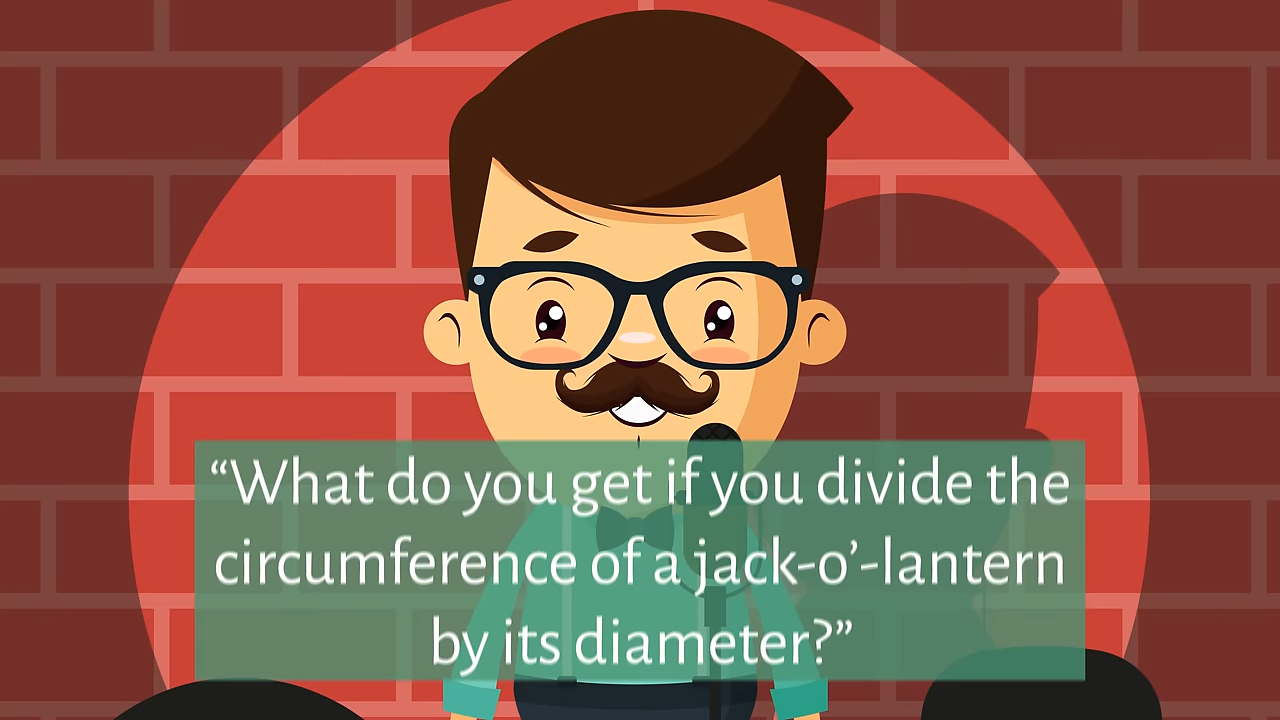 “What do you get if you divide the
circumference of a jack-o’-lantern
by its diameter?”